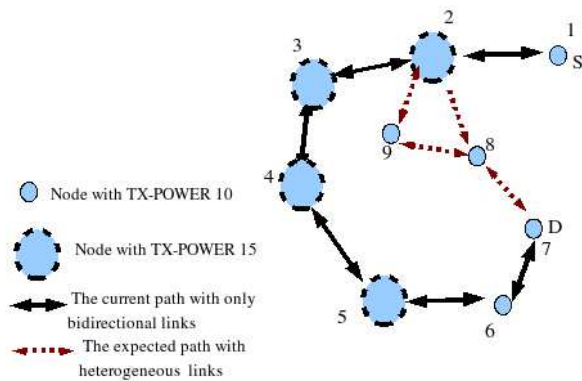 1
2
S
3
9
8
4
Node with TX-POWER 10
D
7
Node with TX-POWER 15
The current path with only
bidirectional links
5
6
The expected path with
heterogeneous links